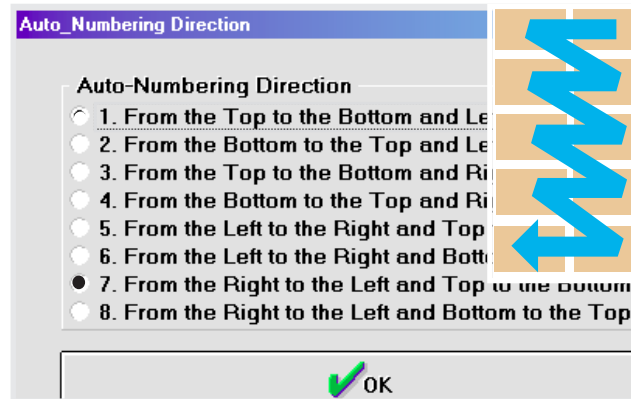 Auto_Numbering Direction
Auto-Numbering Direction
1. From the Top to the Bottom and
2. From the Bottom to the Top and
3. From the Top to the Bottom and
4. From the Bottom to the Top and
5. From the Left to the Right and Top
6. From the Left to the Right and
7. From the Right to the Left and Top to the Bottom
8. From the Right to the Left and Bottom to the Top
OK